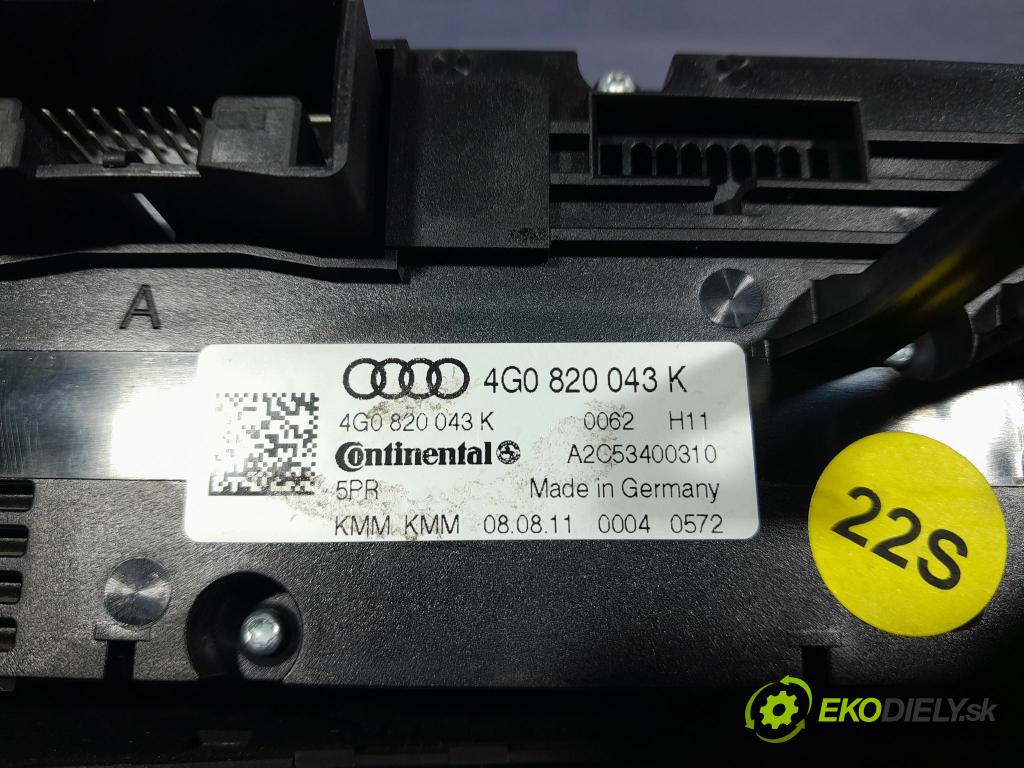 A
4G0 820 043 K
4G0 820 043 K 0062 H11
Continental A2C53400310
5PR Made in Germany
KMM KMM 08.08.11 0004 0572
22S
EKODIELY.sk